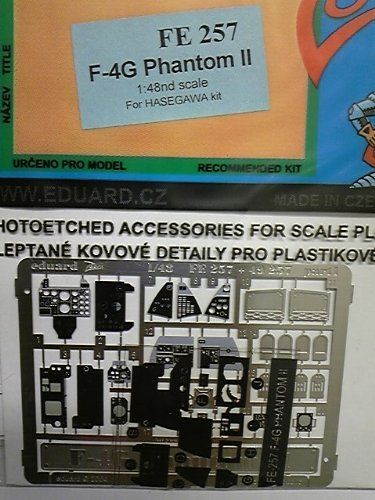 FE 257
F-4G Phantom II
1:48nd scale
For HASEGAWA kit
NÁZEV TITLE
URČENO PRO MODEL
RECOMMENDED KIT
WWW.EDUARD.CZ
MADE IN CZE
HOTOETCHED ACCESSORIES FOR SCALE PL
LEPTANÉ KOVOVÉ DETAILY PRO PLASTIKOVÉ
eduard 1/48 FE 257 + 49 257
FE 257 F-4G PHANTOM II
eduard